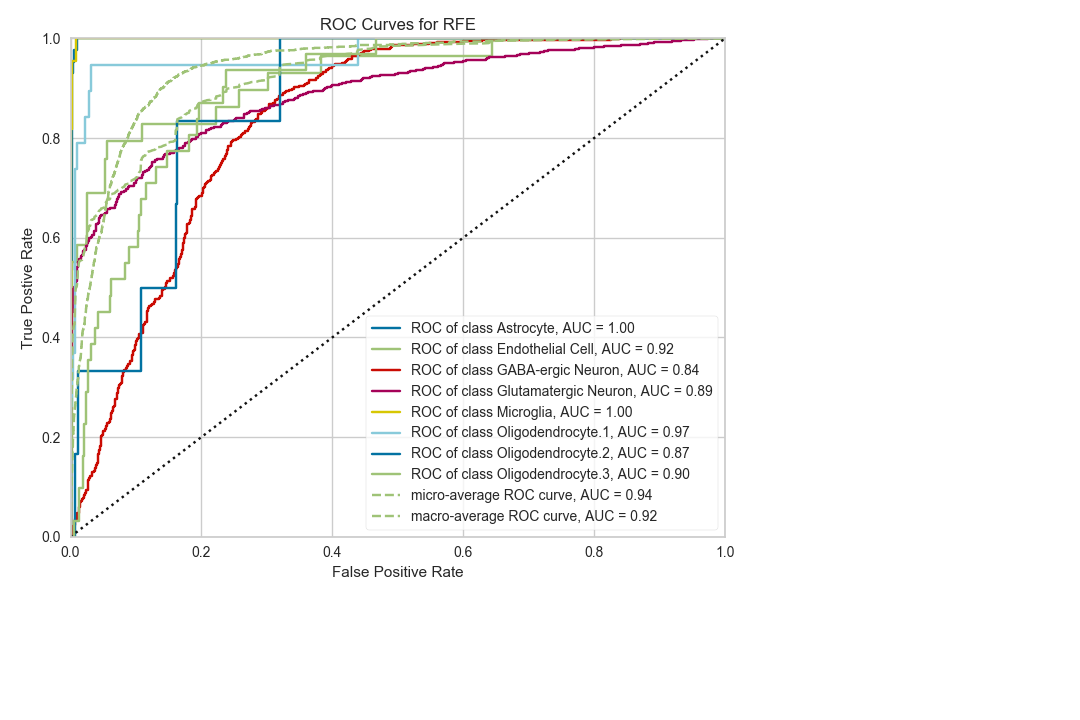 ROC Curves for RFE
True Postive Rate
1.0
0.8
0.6
0.4
0.2
0.0
ROC of class Astrocyte, AUC = 1.00
ROC of class Endothelial Cell, AUC = 0.92
ROC of class GABA-ergic Neuron, AUC = 0.84
ROC of class Glutamatergic Neuron, AUC = 0.89
ROC of class Microglia, AUC = 1.00
ROC of class Oligodendrocyte.1, AUC = 0.97
ROC of class Oligodendrocyte.2, AUC = 0.87
ROC of class Oligodendrocyte.3, AUC = 0.90
micro-average ROC curve, AUC = 0.94
macro-average ROC curve, AUC = 0.92
0.0 0.2 0.4 0.6 0.8 1.0
False Positive Rate